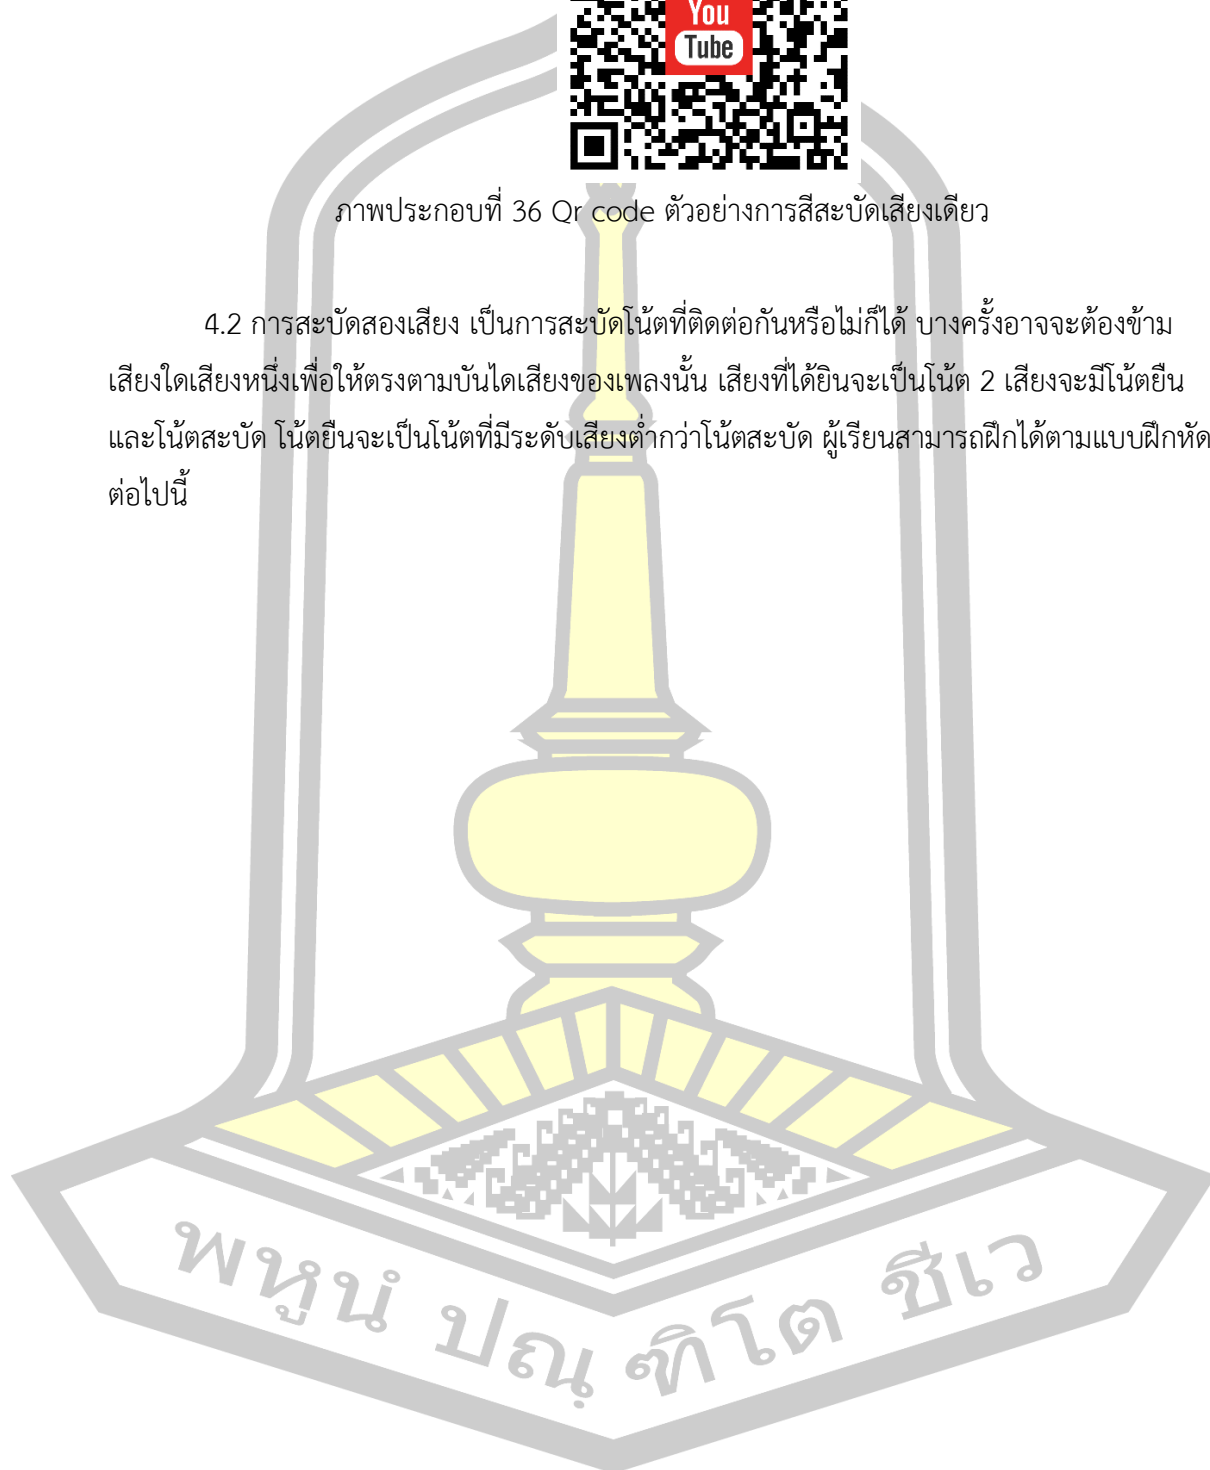 You
Tube
ภาพประกอบที่ 36 Qr code ตัวอย่างการสีสะบัดเสียงเดียว
4.2 การสะบัดสองเสียง เป็นการสะบัดโน้ตที่ติดต่อกันหรือไม่ก็ได้ บางครั้งอาจจะต้องข้าม
เสียงใดเสียงหนึ่งเพื่อให้ตรงตามบันไดเสียงของเพลงนั้น เสียงที่ได้ยินจะเป็นโน้ต 2 เสียงจะมีโน้ตยืน
และโน้ตสะบัด โน้ตยืนจะเป็นโน้ตที่มีระดับเสียงต่ำกว่าโน้ตสะบัด ผู้เรียนสามารถฝึกได้ตามแบบฝึกหัด
ต่อไปนี้
พหูนํ ปณฺฑิโต ชีเว